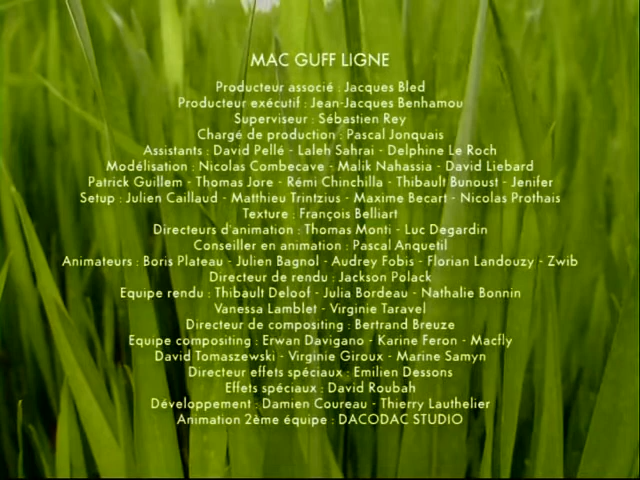 MAC GUFF LIGNE
Producteur associé : Jacques Bled
Producteur exécutif : Jean-Jacques Benhamou
Superviseur : Sébastien Rey
Chargé de production : Pascal Jonquais
Assistants : David Pellé - Laleh Sahrai - Delphine Le Roch
Modélisation : Nicolas Combecave - Malik Nahassia - David Liebard
Patrick Guillem - Thomas Jore - Rémi Chinchilla - Thibault Bunoust - Jenifer
Setup : Julien Caillaud - Matthieu Trintzius - Maxime Becart - Nicolas Prothais
Texture : François Belliart
Directeurs d'animation : Thomas Monti - Luc Degardin
Conseiller en animation : Pascal Anquetil
Animateurs : Boris Plateau - Julien Bagnol - Audrey Fobis - Florian Landouzy - Zwib
Directeur de rendu : Jackson Polack
Equipe rendu : Thibault Deloof - Julia Bordeau - Nathalie Bonnin
Vanessa Lamblet - Virginie Taravel
Directeur de compositing : Bertrand Breuze
Equipe compositing : Erwan Davigano - Karine Feron - Macfly
David Tomaszewski - Virginie Giroux - Marine Samyn
Directeur effets spéciaux : Emilien Dessons
Effets spéciaux : David Roubah
Développement : Damien Coureau - Thierry Lauthelier
Animation 2ème équipe : DACODAC STUDIO